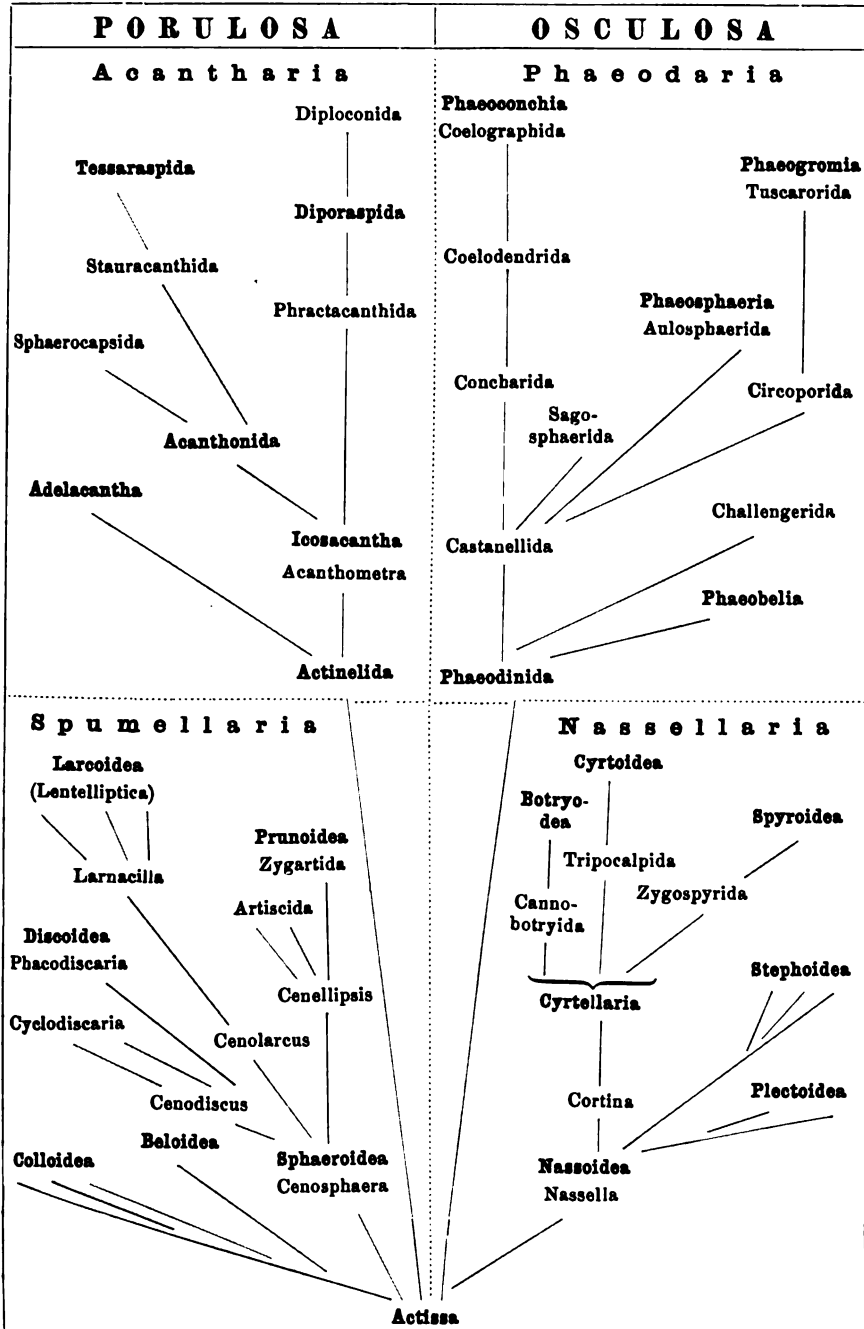 PORULOSA
OSCULOSA
Acantharia
Diploconida
Tessaraspida
Diporaspida
Stauracanthida
Phractacanthida
Sphaerocapsida
Acanthonida
Adelacantha
Icosacantha
Acanthometra
Actinelida
Phaeodaria
Phaeoconchia
Coelographida
Phaeogromia
Tuscarorida
Coelodendrida
Phaeosphaeria
Aulosphaerida
Concharida
Circoporida
Sago-
sphaerida
Challengerida
Castanellida
Phaeobelia
Phaeodinida
Spumellaria
Larcoidea
(Lentelliptica)
Prunoidea
Zygartida
Larnacilla
Artiscida
Discoidea
Phacodiscaria
Cenellipsis
Cyclodiscaria
Cenolarcus
Cenodiscus
Beloidea
Colloidea
Sphaeroidea
Cenosphaera
Nassellaria
Cyrtoidea
Botryo-
dea
Spyroidea
Tripocalpida
Zygospyrida
Canno-
botryida
Stephoidea
Cyrtellaria
Cortina
Plectoidea
Nassoidea
Nassella
Actissa